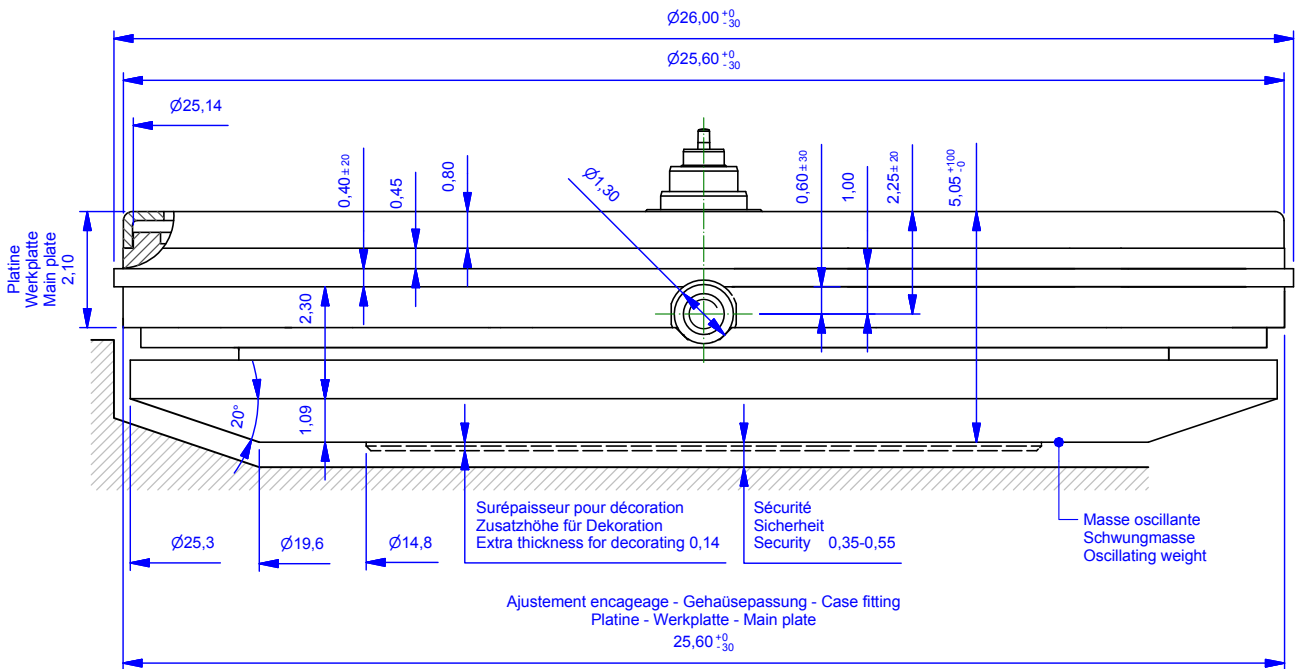 Ø26,00 +0 -30
Ø25,60 +0 -30
Ø25,14
0,40 ± 20
0,45
0,80
Ø1,30
0,60 ± 30
1,00
2,25 ± 20
5,05 +100 -0
Platine
Werkplatte
Main plate
2,10
2,30
20°
1,09
Surépaisseur pour décoration
Zusatzhöhe für Dekoration
Extra thickness for decorating 0,14
Sécurité
Sicherheit
Security 0,35-0,55
Masse oscillante
Schwungmasse
Oscillating weight
Ø25,3
Ø19,6
Ø14,8
Ajustement encageage - Gehaüsepassung - Case fitting
Platine - Werkplatte - Main plate
25,60 +0 -30